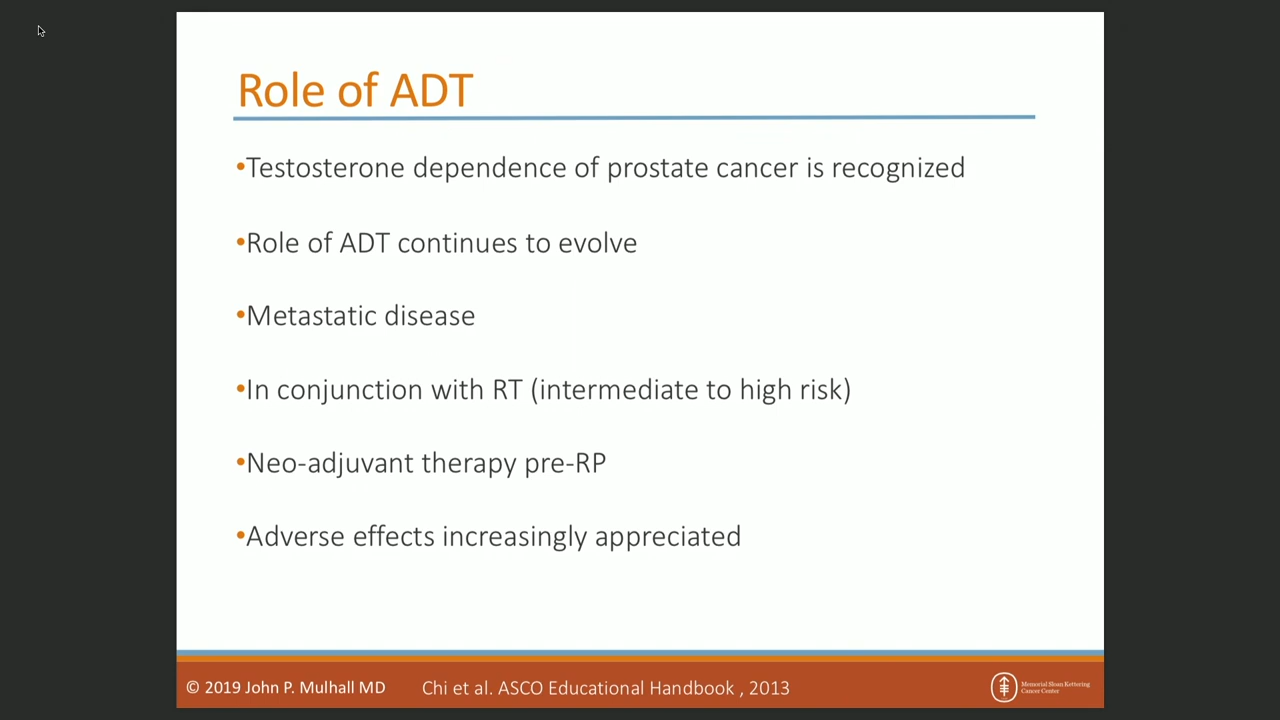 Role of ADT
•Testosterone dependence of prostate cancer is recognized
•Role of ADT continues to evolve
•Metastatic disease
•In conjunction with RT (intermediate to high risk)
•Neo-adjuvant therapy pre-RP
•Adverse effects increasingly appreciated
© 2019 John P. Mulhall MD
Chi et al. ASCO Educational Handbook , 2013
Memorial Sloan Kettering
Cancer Center